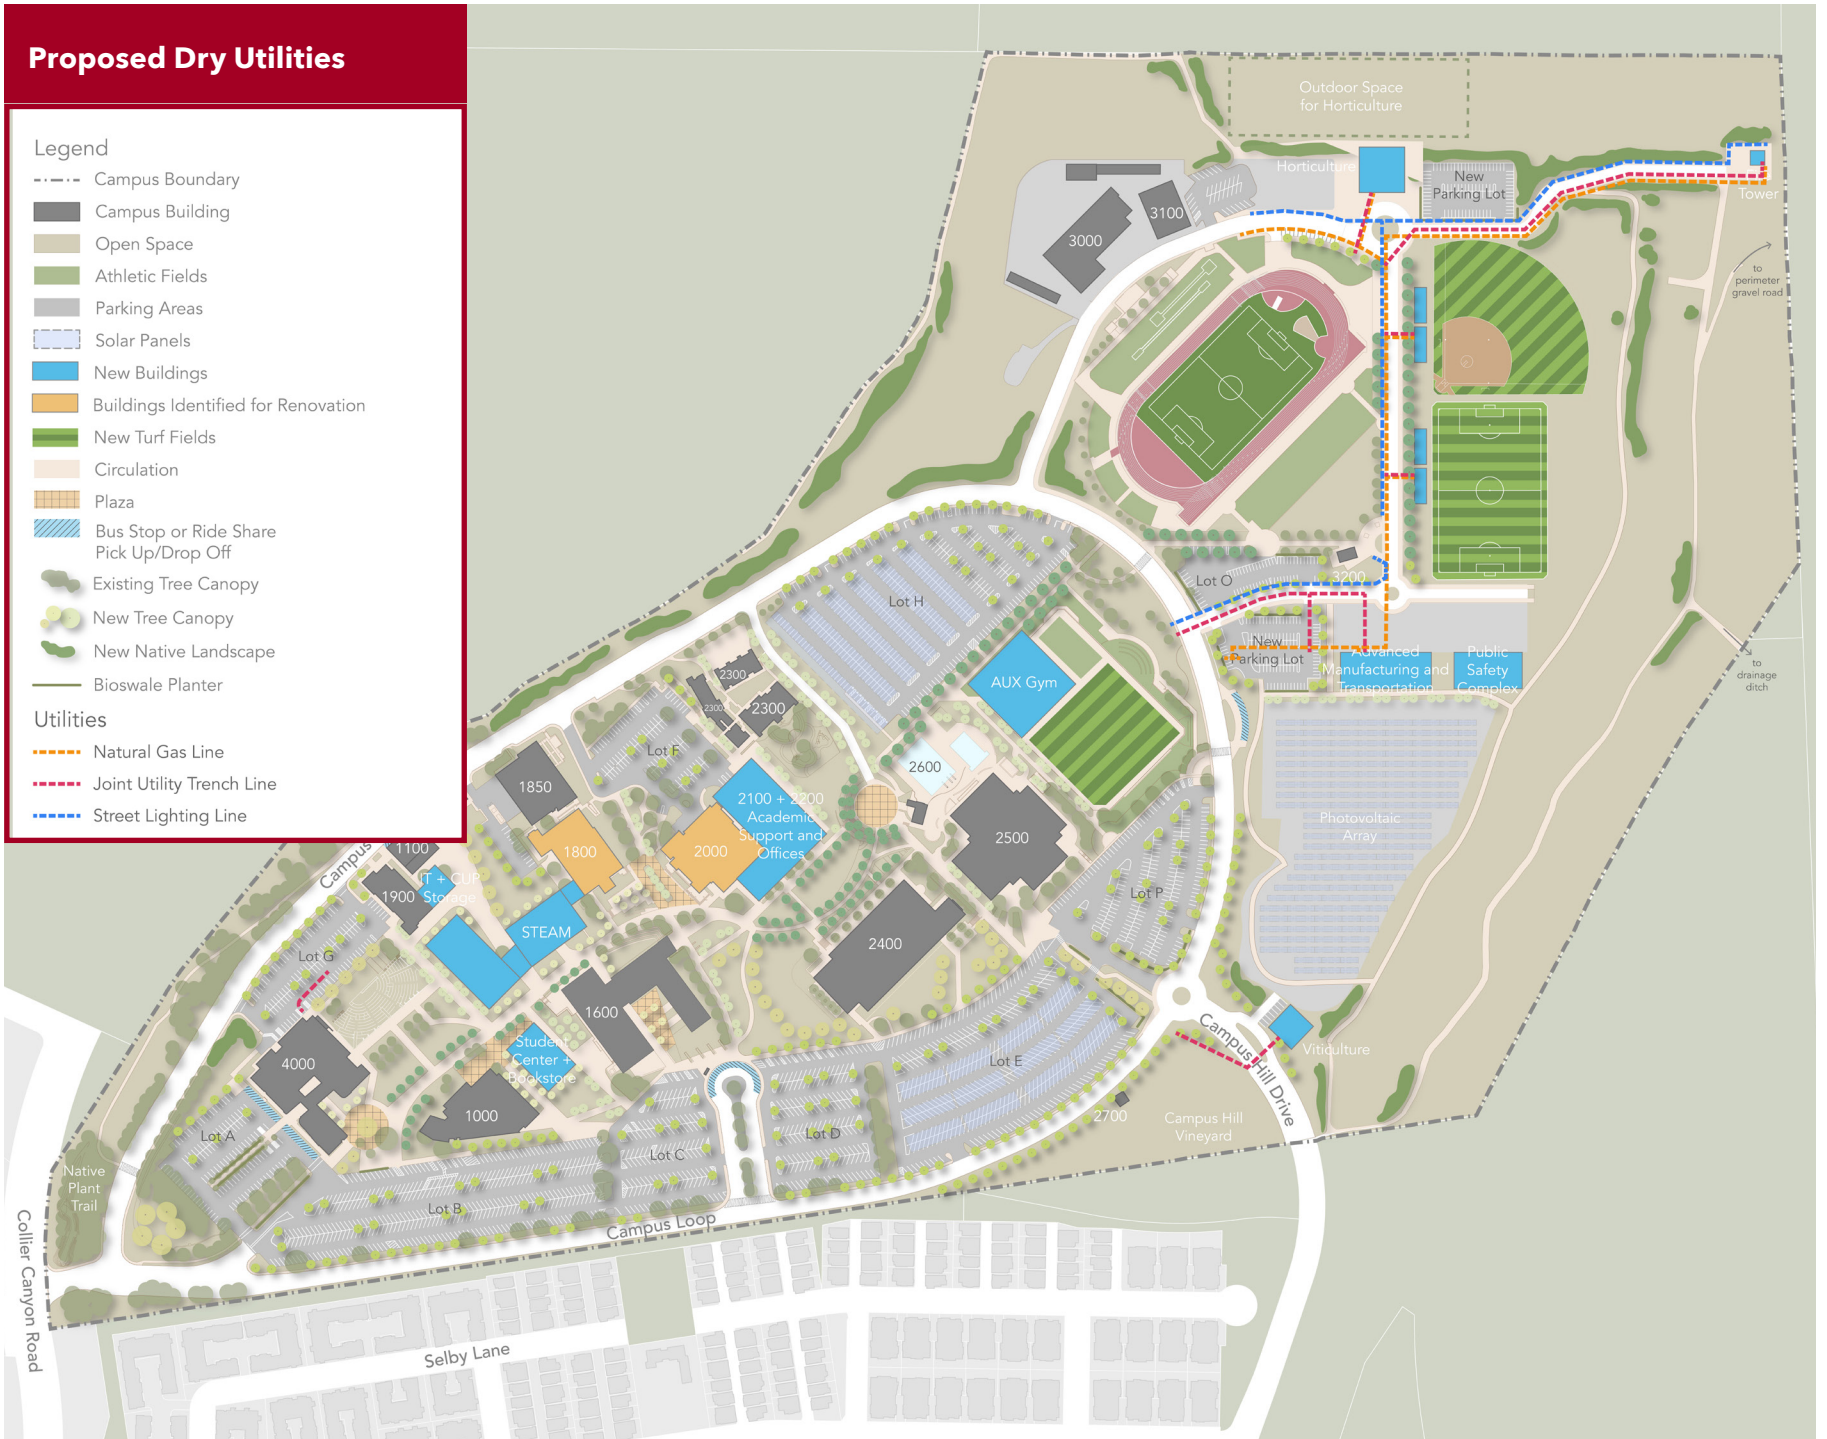 Proposed Dry Utilities
Legend
Campus Boundary
Campus Building
Open Space
Athletic Fields
Parking Areas
Solar Panels
New Buildings
Buildings Identified for Renovation
New Turf Fields
Circulation
Plaza
Bus Stop or Ride Share
Pick Up/Drop Off
Existing Tree Canopy
New Tree Canopy
New Native Landscape
Bioswale Planter
Utilities
Natural Gas Line
Joint Utility Trench Line
Street Lighting Line
Outdoor Space
for Horticulture
Horticulture
New
Parking Lot
Tower
3100
3000
to
perimeter
gravel road
Lot O
3200
Lot H
New
Parking Lot
Advanced
Manufacturing and
Transportation
Public
Safety
Complex
to
drainage
ditch
AUX Gym
2300
2300
2300
Lot F
2600
1850
2100 + 2200
Academic
Support and
Offices
Photovoltaic
Array
2500
1800
2000
1100
Campus
IT + CUP
Storage
1900
Lot P
STEAM
2400
Lot G
1600
Campus Hill Drive
Student
Center +
Bookstore
Viticulture
4000
Lot E
1000
2700
Campus Hill
Vineyard
Lot A
Lot D
Lot C
Native
Plant
Trail
Lot B
Campus Loop
Collier Canyon Road
Selby Lane